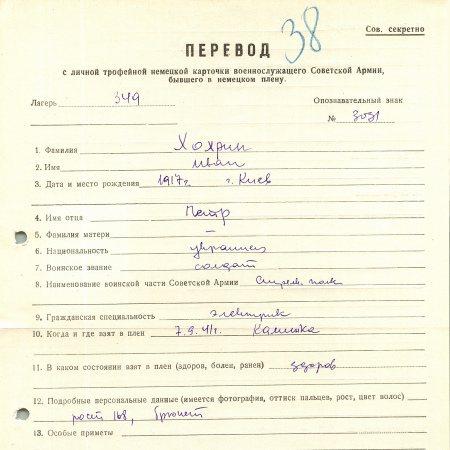 38
Сов. секретно
ПЕРЕВОД
с личной трофейной немецкой карточки военнослужащего Советской Армии,
бывшего в немецком плену.
Лагерь 349 Опознавательный знак
№ 3031
1. Фамилия Хохрин
2. Имя Иван
3. Дата и место рождения 1917г. г. Киев
4. Имя отца Петр
5. Фамилия матери —
6. Национальность украинец
7. Воинское звание солдат
8. Наименование воинской части Советской Армии Стрел. полк
9. Гражданская специальность электрик
10. Когда и где взят в плен 7.9.41г. Калинка
11. В каком состоянии взят в плен (здоров, болен, ранен) здоров
12. Подробные персональные данные (имеется фотография, оттиск пальцев, рост, цвет волос)
рост 168, брюнет
13. Особые приметы